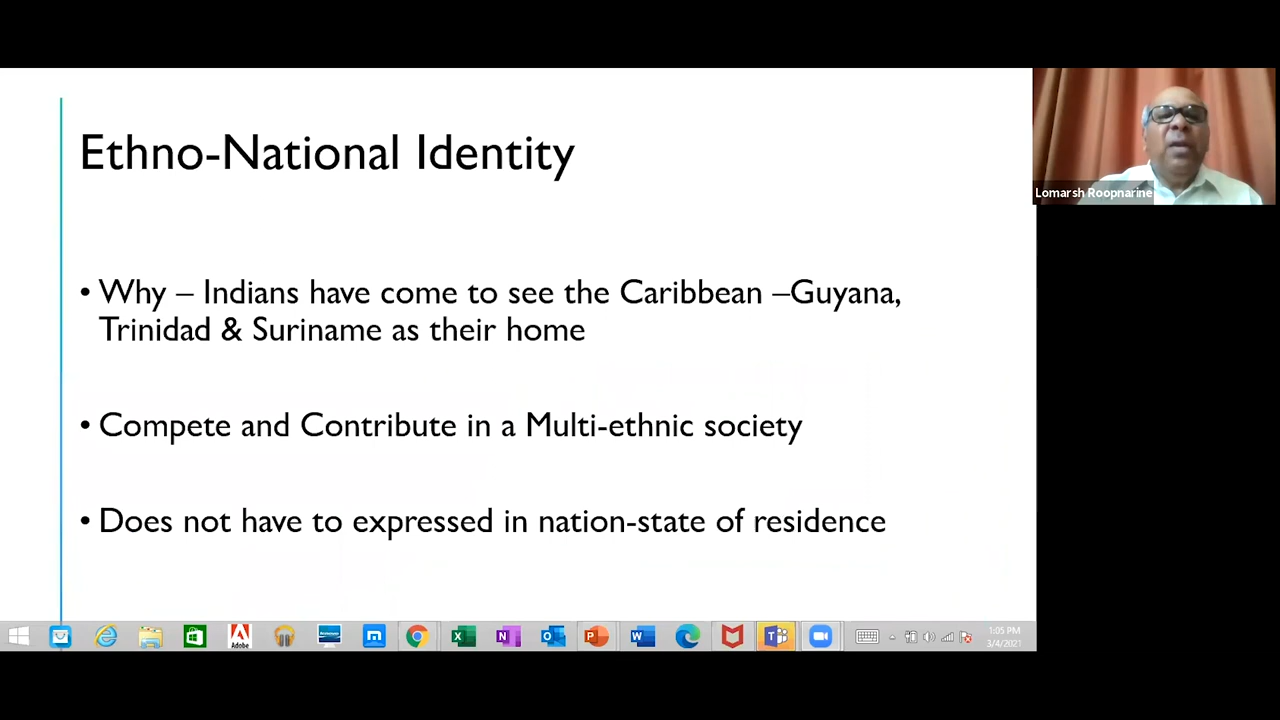 Ethno-National Identity
• Why – Indians have come to see the Caribbean –Guyana,
Trinidad & Suriname as their home
• Compete and Contribute in a Multi-ethnic society
• Does not have to expressed in nation-state of residence
Lomarsh Roopnarine
Adobe
1:05 PM
3/4/2021